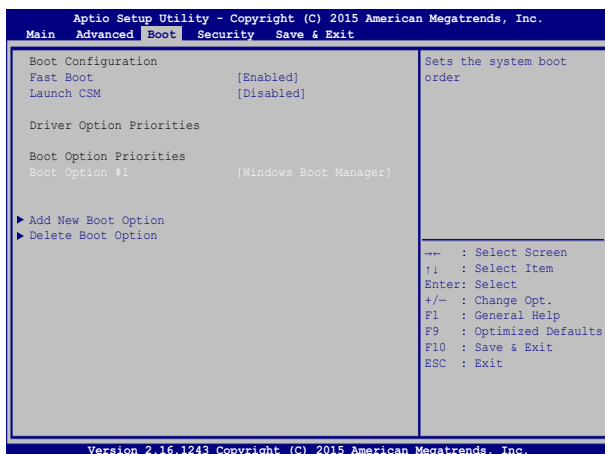 Aptio Setup Utility - Copyright (C) 2015 American Megatrends, Inc.
Main Advanced Boot Security Save & Exit
Boot Configuration
Fast Boot [Enabled]
Launch CSM [Disabled]
Driver Option Priorities
Boot Option Priorities
Boot Option #1 [Windows Boot Manager]
Add New Boot Option
Delete Boot Option
Sets the system boot
order
→← : Select Screen
↑↓ : Select Item
Enter: Select
+/— : Change Opt.
F1 : General Help
F9 : Optimized Defaults
F10 : Save & Exit
ESC : Exit
Version 2.16.1243 Copyright (C) 2015 American Megatrends, Inc.